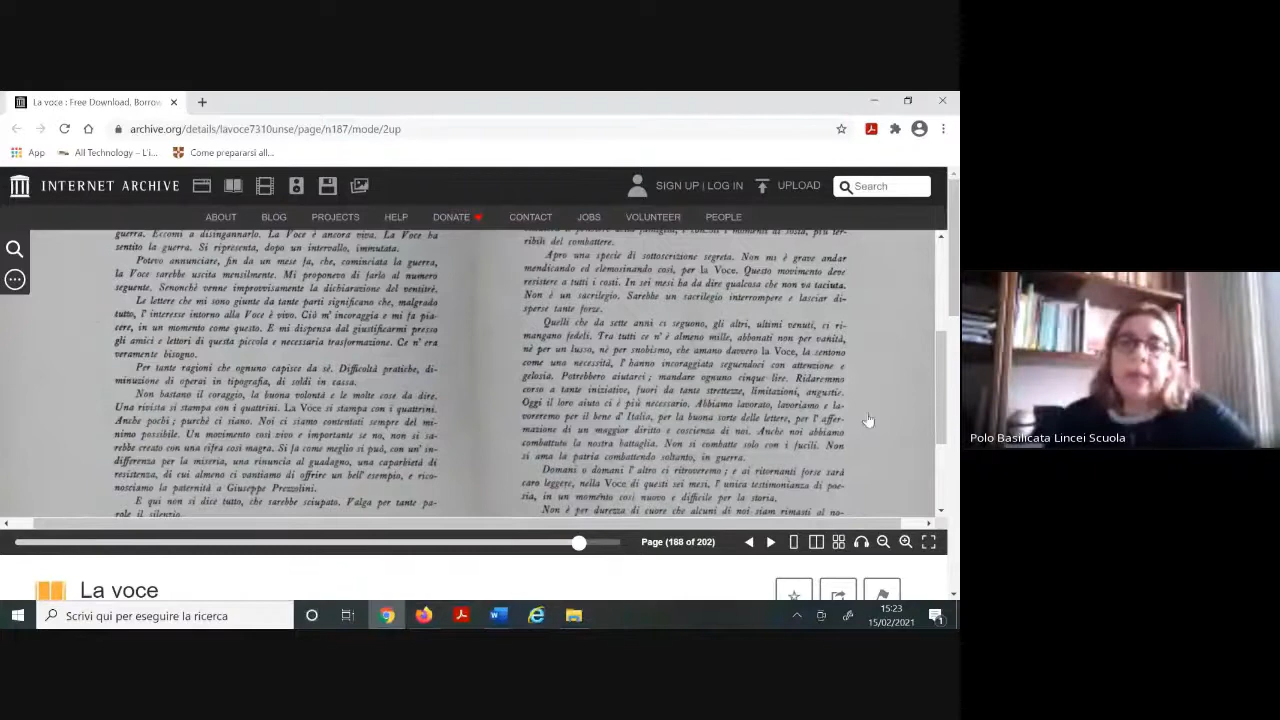 La voce : Free Download, Borrow
archive.org/details/lavoce7310unse/page/n187/mode/2up
App
All Technology – L'i...
Come prepararsi all...
INTERNET ARCHIVE
SIGN UP | LOG IN
UPLOAD
Search
ABOUT
BLOG
PROJECTS
HELP
DONATE
CONTACT
JOBS
VOLUNTEER
PEOPLE
guerra. Eccomi a disingannarlo. La Voce è ancora viva. La Voce ha
sentito la guerra. Si ripresenta, dopo un intervallo, immutata.
Potevo annunciare, fin da un mese fa, che, cominciata la guerra,
la Voce sarebbe uscita mensilmente. Mi proponevo di farlo al numero
seguente. Senonchè venne improvvisamente la dichiarazione del ventitrè.
Le lettere che mi sono giunte da tante parti significano che, malgrado
tutto, l' interesse intorno alla Voce è vivo. Ciò m' incoraggia e mi fa pia-
cere, in un momento come questo. E mi dispensa dal giustificarmi presso
gli amici e lettori di questa piccola e necessaria trasformazione. Ce n' era
veramente bisogno.
Per tante ragioni che ognuno capisce da sè. Difficoltà pratiche, di-
minuzione di operai in tipografia, di soldi in cassa.
Non bastano il coraggio, la buona volontà e le molte cose da dire.
Una rivista si stampa con i quattrini. La Voce si stampa con i quattrini.
Anche pochi ; purchè ci siano. Noi ci siamo contentati sempre del mi-
nimo possibile. Un movimento così vivo e importante se no, non si sa-
rebbe creato con una cifra così magra. Si fa come meglio si può, con un' in-
differenza per la miseria, una rinuncia al guadagno, una caparbietà di
resistenza, di cui almeno ci vantiamo di offrire un bell' esempio, e rico-
nosciamo la paternità a Giuseppe Prezzolini.
E qui non si dice tutto, che sarebbe sciupato. Valga per tante pa-
role il silenzio.
ribili del combattere.
Apro una specie di sottoscrizione segreta. Non mi è grave andar
mendicando ed elemosinando così, per la Voce. Questo movimento deve
resistere a tutti i costi. In sei mesi ha da dire qualcosa che non va taciuta.
Non è un sacrilegio. Sarebbe un sacrilegio interrompere e lasciar di-
sperse tante forze.
Quelli che da sette anni ci seguono, gli altri, ultimi venuti, ci ri-
mangano fedeli. Tra tutti ce n' è almeno mille, abbonati non per vanità,
nè per un lusso, nè per snobismo, che amano davvero la Voce, la sentono
come una necessità, l' hanno incoraggiata seguendoci con attenzione e
gelosia. Potrebbero aiutarci ; mandare ognuno cinque lire. Ridaremmo
corso a tante iniziative, fuori da tante strettezze, limitazioni, angustie.
Oggi il loro aiuto ci è più necessario. Abbiamo lavorato, lavoriamo e la-
voreremo per il bene d' Italia, per la buona sorte delle lettere, per l' affer-
mazione di un maggior diritto e coscienza di noi. Anche noi abbiamo
combattuto la nostra battaglia. Non si combatte solo con i fucili. Non
si ama la patria combattendo soltanto, in guerra.
Domani o domani l' altro ci ritroveremo ; e ai ritornanti forse sarà
caro leggere, nella Voce di questi sei mesi, l' unica testimonianza di poe-
sia, in un momento così nuovo e difficile per la storia.
Non è per durezza di cuore che alcuni di noi siam rimasti al no-
Page (188 of 202)
La voce
Scrivi qui per eseguire la ricerca
15:23
15/02/2021
Polo Basilicata Lincei Scuola